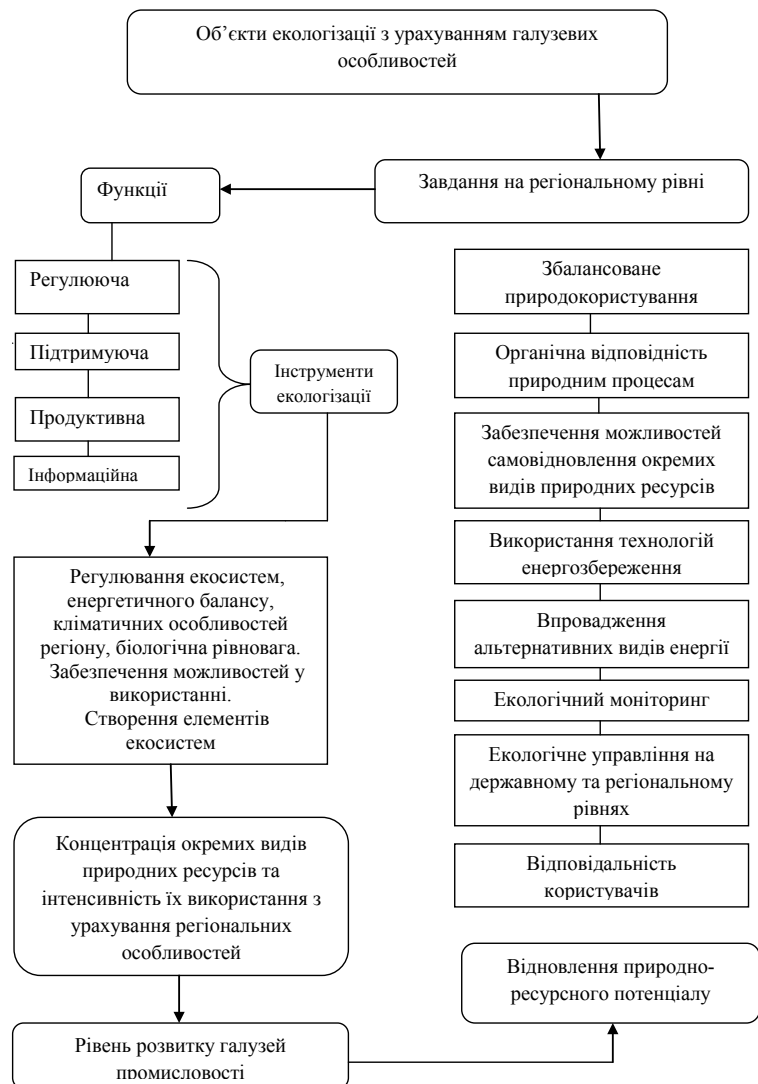 Об’єкти екологізації з урахуванням галузевих
особливостей
Завдання на регіональному рівні
Функції
Регулююча
Підтримуюча
Продуктивна
Інформаційна
Інструменти
екологізації
Регулювання екосистем,
енергетичного балансу,
кліматичних особливостей
регіону, біологічна рівновага.
Забезпечення можливостей у
використанні.
Створення елементів
екосистем
Концентрація окремих видів
природних ресурсів та
інтенсивність їх використання з
урахування регіональних
особливостей
Рівень розвитку галузей
промисловості
Збалансоване
природокористування
Органічна відповідність
природним процесам
Забезпечення можливостей
самовідновлення окремих
видів природних ресурсів
Використання технологій
енергозбереження
Впровадження
альтернативних видів енергії
Екологічний моніторинг
Екологічне управління на
державному та регіональному
рівнях
Відповідальність
користувачів
Відновлення природно-
ресурсного потенціалу